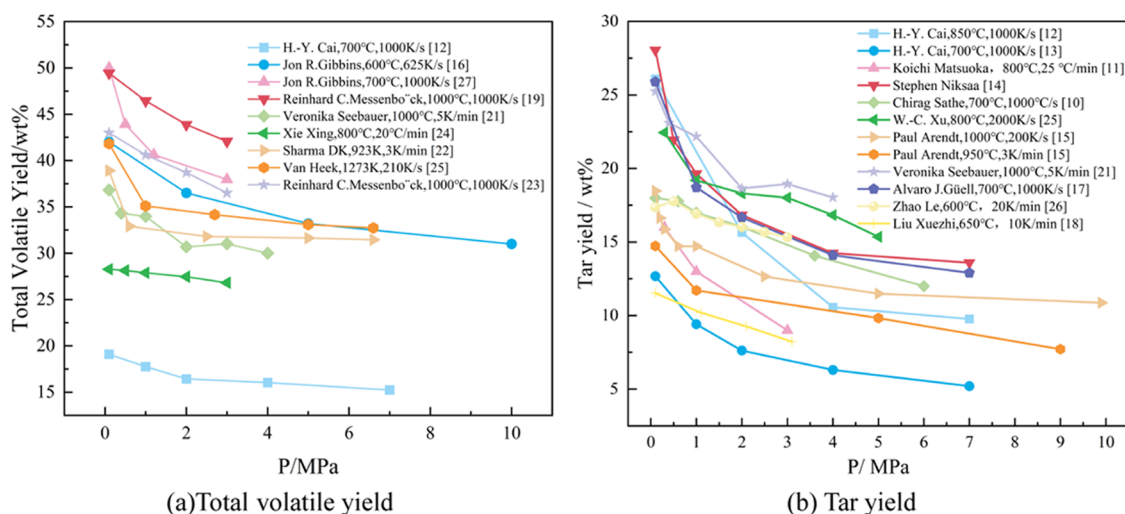 55
50
45
40
35
30
25
20
15
0
2
4
6
8
10
Total Volatile Yield/wt%
P/MPa
H.-Y. Cai,700℃,1000K/s [12]
Jon R.Gibbins,600℃,625K/s [16]
Jon R.Gibbins,700℃,1000K/s [27]
Reinhard C.Messenbo¨ck,1000℃,1000K/s [19]
Veronika Seebauer,1000℃,5K/min [21]
Xie Xing,800℃,20℃/min [24]
Sharma DK,923K,3K/min [22]
Van Heek,1273K,210K/s [25]
Reinhard C.Messenbo¨ck,1000℃,1000K/s [23]
(a)Total volatile yield
30
25
20
15
10
5
0
1
2
3
4
5
6
7
8
9
10
Tar yield / wt%
P/ MPa
H.-Y. Cai,850℃,1000K/s [12]
H.-Y. Cai,700℃,1000K/s [13]
Koichi Matsuoka，800℃,25 ℃/min [11]
Stephen Niksaa [14]
Chirag Sathe,700℃,1000℃/s [10]
W.-C. Xu,800℃,2000K/s [25]
Paul Arendt,1000℃,200K/s [15]
Paul Arendt,950℃,3K/min [15]
Veronika Seebauer,1000℃,5K/min [21]
Alvaro J.Güell,700℃,1000K/s [17]
Zhao Le,600℃，20K/min [26]
Liu Xuezhi,650℃，10K/min [18]
(b) Tar yield